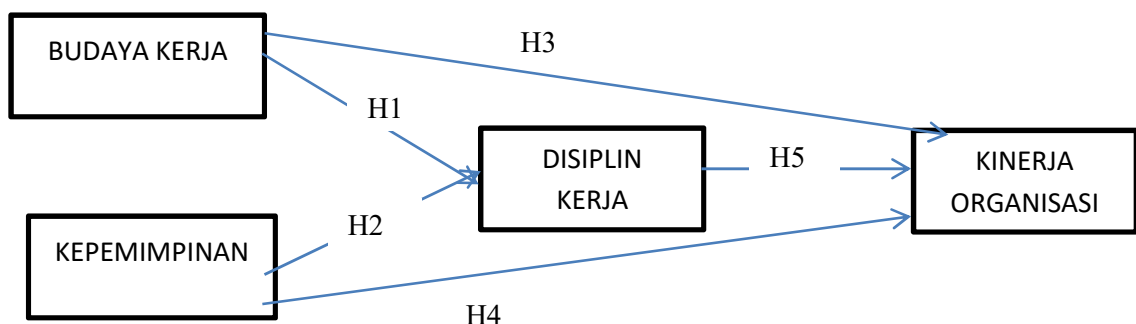 BUDAYA KERJA
H3
H1
DISIPLIN
KERJA
H5
KINERJA
ORGANISASI
H2
KEPEMIMPINAN
H4